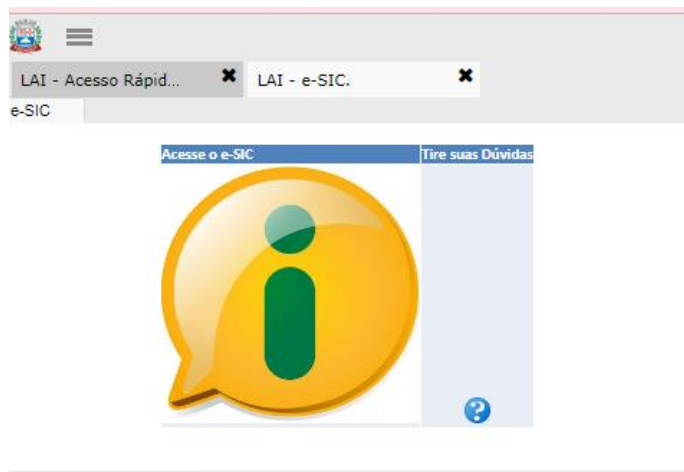 LAI - Acesso Rápid... LAI - e-SIC.
e-SIC
Acesse o e-SIC Tire suas Dúvidas